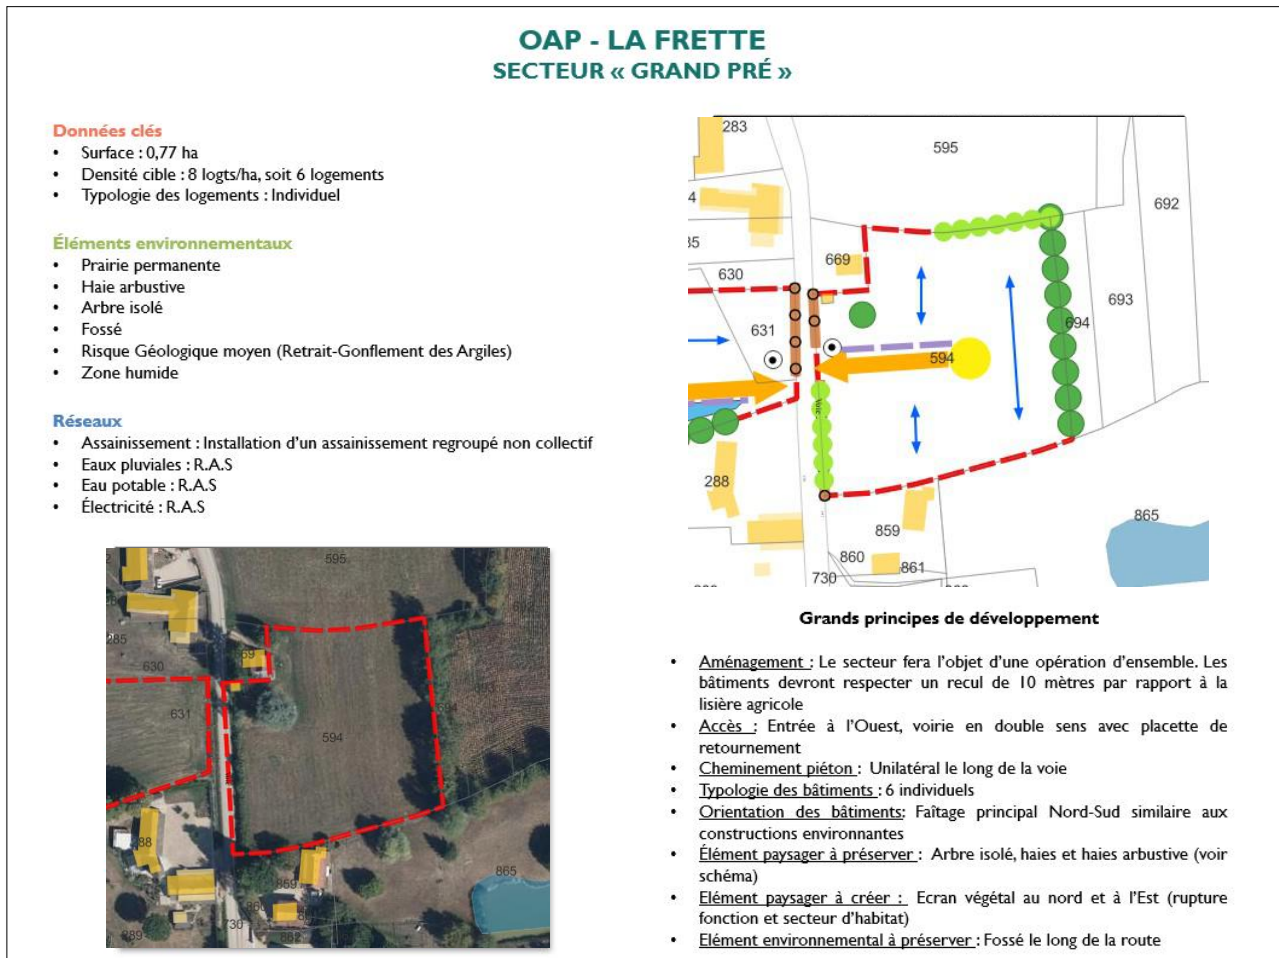 OAP - LA FRETTE
SECTEUR « GRAND PRÉ »
Données clés
• Surface : 0,77 ha
• Densité cible : 8 logts/ha, soit 6 logements
• Typologie des logements : Individuel
Éléments environnementaux
• Prairie permanente
• Haie arbustive
• Arbre isolé
• Fossé
• Risque Géologique moyen (Retrait-Gonflement des Argiles)
• Zone humide
Réseaux
• Assainissement : Installation d'un assainissement regroupé non collectif
• Eaux pluviales : R.A.S
• Eau potable : R.A.S
• Électricité : R.A.S
595
285
630
631
594
693
859
865
730
862
289
283
595
692
669
630
693
631
694
594
288
865
859
860
861
730
Grands principes de développement
• Aménagement : Le secteur fera l'objet d'une opération d'ensemble. Les
bâtiments devront respecter un recul de 10 mètres par rapport à la
lisière agricole
• Accès : Entrée à l'Ouest, voirie en double sens avec placette de
retournement
• Cheminement piéton : Unilatéral le long de la voie
• Typologie des bâtiments : 6 individuels
• Orientation des bâtiments: Faîtage principal Nord-Sud similaire aux
constructions environnantes
• Élément paysager à préserver : Arbre isolé, haies et haies arbustive (voir
schéma)
• Elément paysager à créer : Ecran végétal au nord et à l'Est (rupture
fonction et secteur d'habitat)
• Elément environnemental à préserver : Fossé le long de la route